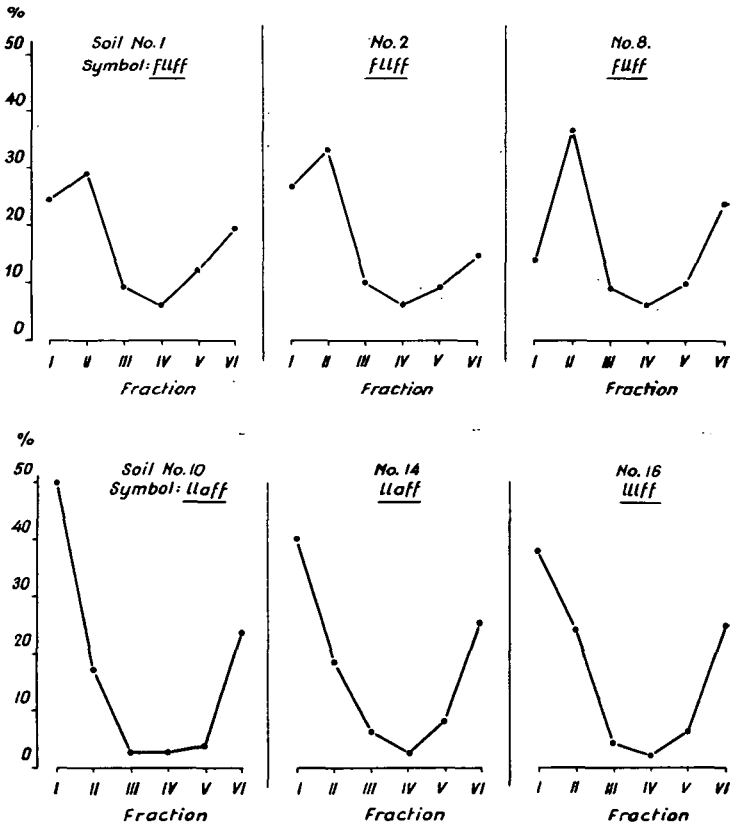 %
50
40
30
20
10
0
Soil No. 1
Symbol: fllff
I II III IV V VI
Fraction
No. 2
fllff
I II III IV V VI
Fraction
No. 8.
fllff
I II III IV V VI
Fraction
%
50
40
30
20
10
0
Soil No. 10
Symbol: llaff
I II III IV V VI
Fraction
No. 14
llaff
I II III IV V VI
Fraction
No. 16
lllff
I II III IV V VI
Fraction